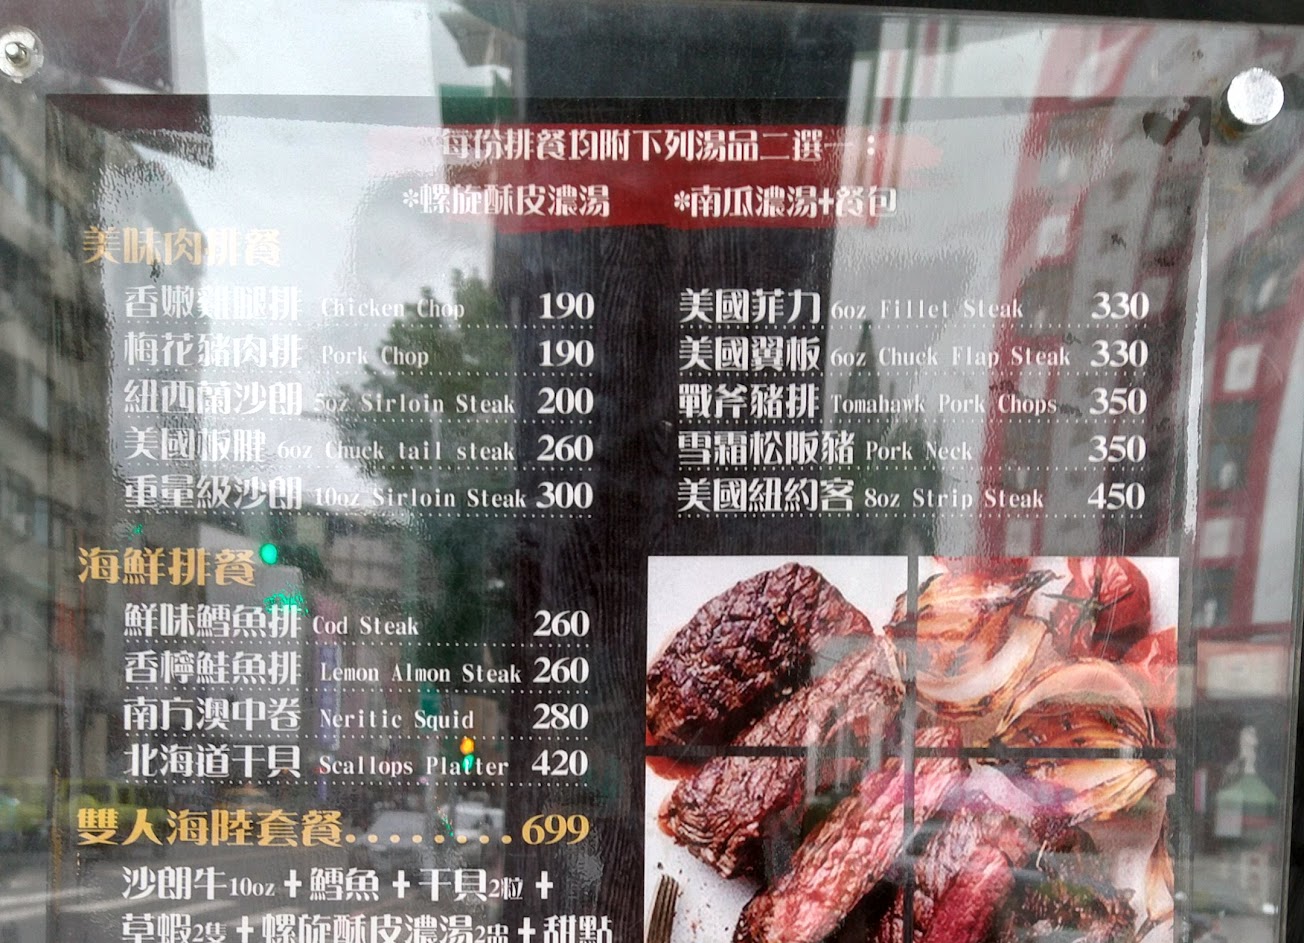 每份排餐均附下列湯品二選一：
*螺旋酥皮濃湯 *南瓜濃湯+餐包
美味肉排餐
香嫩雞腿排 Chicken Chop 190
梅花豬肉排 Pork Chop 190
紐西蘭沙朗 5oz Sirloin Steak 200
美國板腱 6oz Chuck tail steak 260
重量級沙朗 10oz Sirloin Steak 300
美國菲力 6oz Fillet Steak 330
美國翼板 6oz Chuck Flap Steak 330
戰斧豬排 Tomahawk Pork Chops 350
雪霜松阪豬 Pork Neck 350
美國紐約客 8oz Strip Steak 450
海鮮排餐
鮮味鱈魚排 Cod Steak 260
香檸鮭魚排 Lemon Almon Steak 260
南方澳中卷 Neritic Squid 280
北海道干貝 Scallops Platter 420
雙人海陸套餐........699
沙朗牛10oz+鱈魚+干貝2粒+
草蝦2隻+螺旋酥皮濃湯2盅+甜點